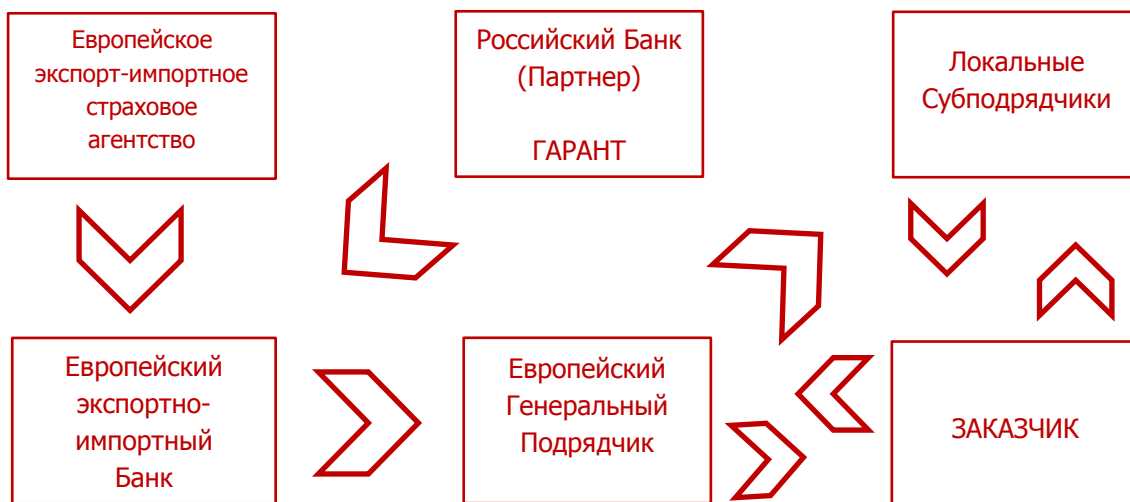 Европейское
экспорт-импортное
страховое
агентство
Российский Банк
(Партнер)
ГАРАНТ
Локальные
Субподрядчики
Европейский
экспортно-
импортный
Банк
Европейский
Генеральный
Подрядчик
ЗАКАЗЧИК